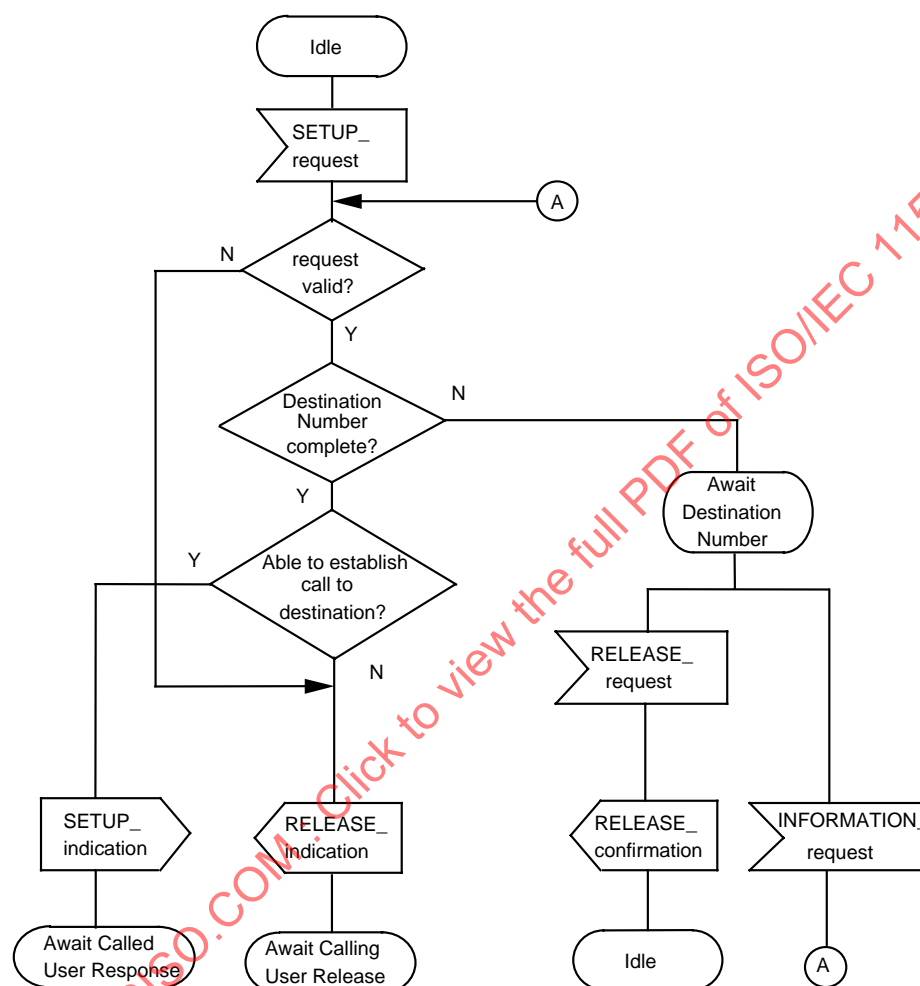 Idle
SETUP_
request
A
N
request
valid?
Y
Destination
Number
complete?
N
Y
Await
Destination
Number
Y
Able to establish
call to
destination?
N
RELEASE_
request
SETUP_
indication
RELEASE_
indication
RELEASE_
confirmation
INFORMATION_
request
Await Called
User Response
Await Calling
User Release
Idle
A
ISO.COM : Click to view the full PDF of ISO/IEC 115